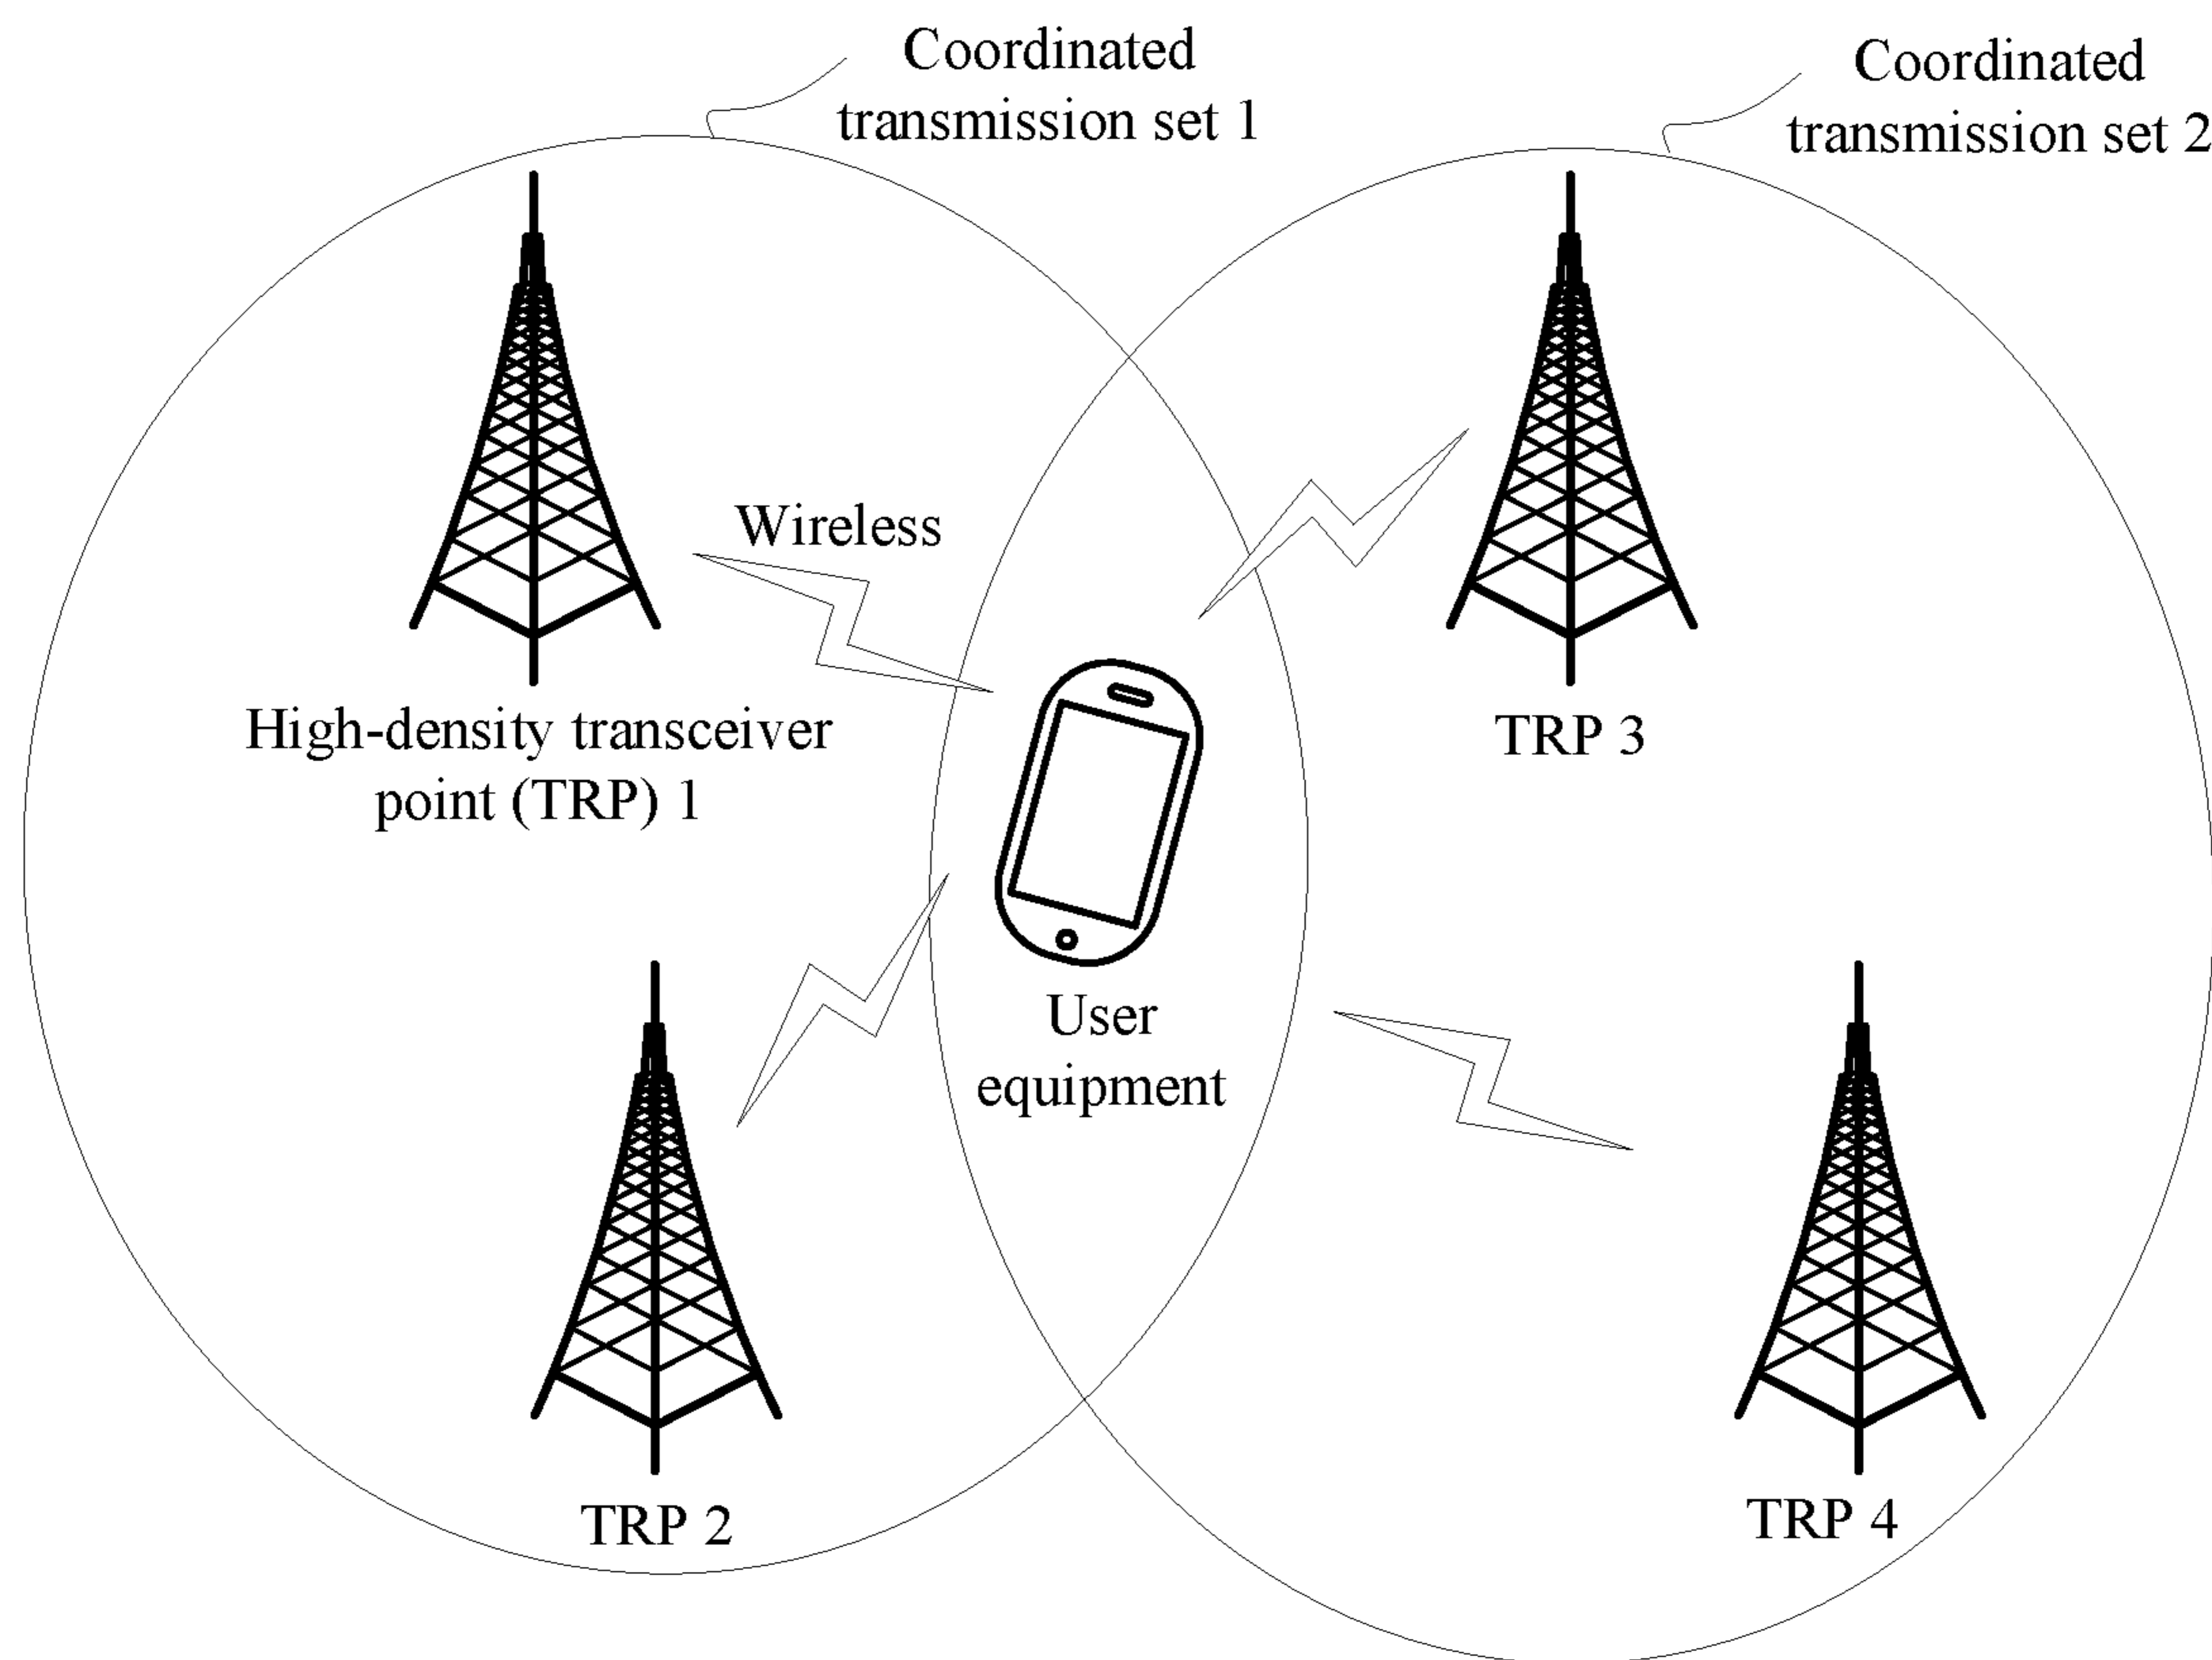 Coordinated
transmission set 1
Coordinated
transmission set 2
Wireless
High-density transceiver
point (TRP) 1
TRP 3
User
equipment
TRP 2
TRP 4